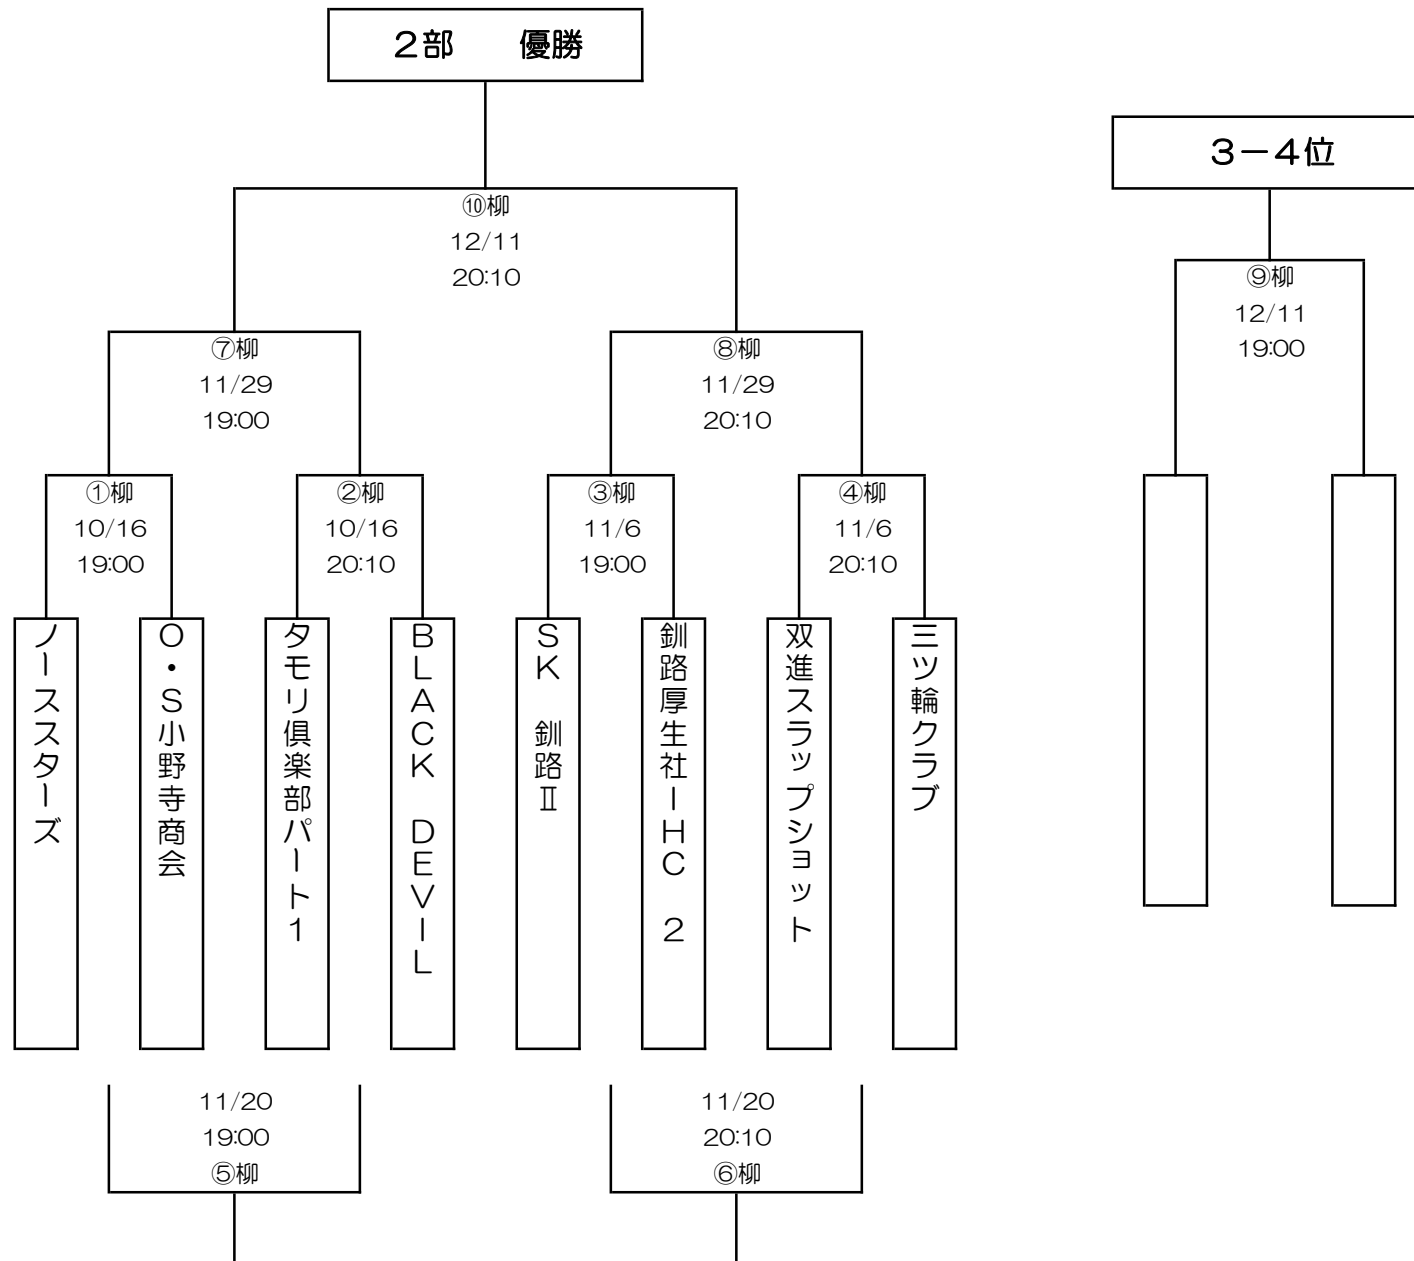 ２部　　優勝
３－４位
⑩柳
12/11
20:10
⑨柳
12/11
19:00
⑦柳
11/29
19:00
⑧柳
11/29
20:10
①柳
10/16
19:00
②柳
10/16
20:10
③柳
11/6
19:00
④柳
11/6
20:10
ノーススターズ
Ｏ・Ｓ小野寺商会
タモリ倶楽部パート１
ＢＬＡＣＫ　ＤＥＶＩＬ
ＳＫ　釧路Ⅱ
釧路厚生社ＩＨＣ　２
双進スラップショット
三ツ輪クラブ
11/20
19:00
⑤柳
11/20
20:10
⑥柳